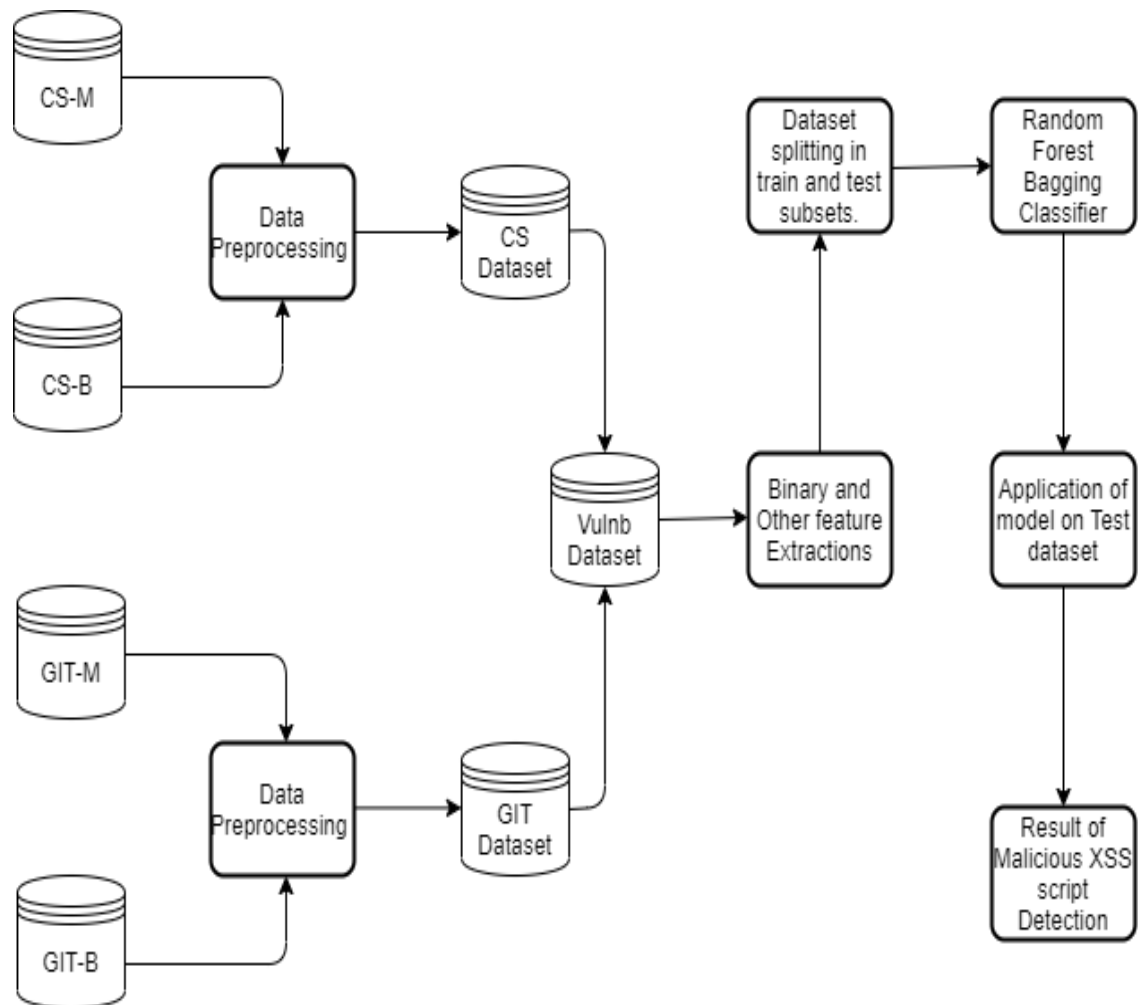 CS-M
CS-B
Data
Preprocessing
CS
Dataset
GIT-M
GIT-B
Data
Preprocessing
GIT
Dataset
Vulnb
Dataset
Binary and
Other feature
Extractions
Dataset
splitting in
train and test
subsets.
Random
Forest
Bagging
Classifier
Application of
model on Test
dataset
Result of
Malicious XSS
script
Detection